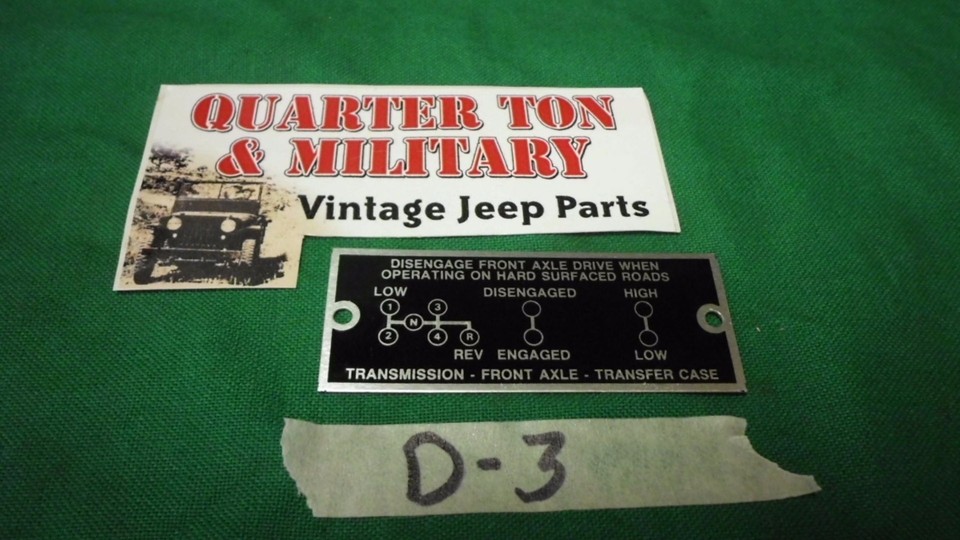 QUARTER TON
& MILITARY
Vintage Jeep Parts
DISENGAGE FRONT AXLE DRIVE WHEN
OPERATING ON HARD SURFACED ROADS
LOW DISENGAGED HIGH
1 3
N
2 4 R
REV ENGAGED LOW
TRANSMISSION - FRONT AXLE - TRANSFER CASE
D-3